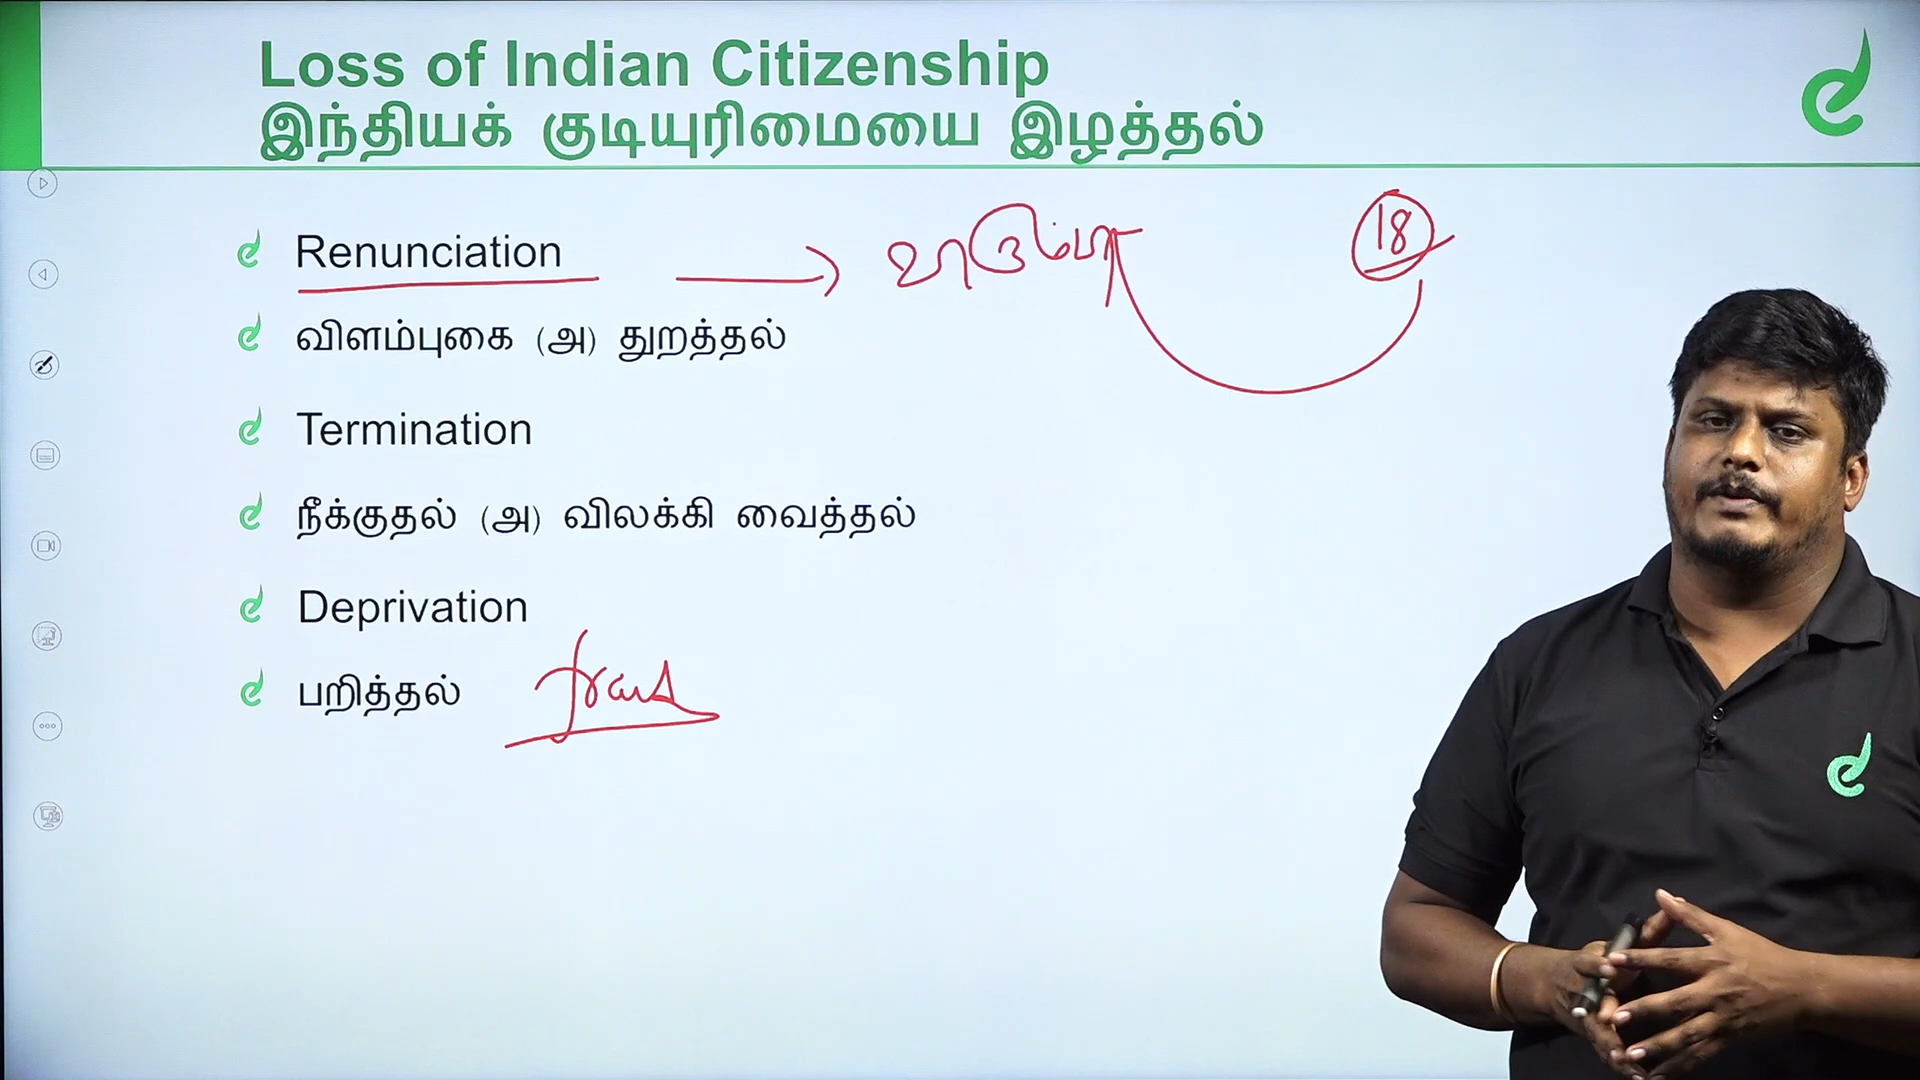 Loss of Indian Citizenship
இந்தியக் குடியுரிமையை இழத்தல்
Renunciation
18
விளம்புகை (அ) துறத்தல்
Termination
நீக்குதல் (அ) விலக்கி வைத்தல்
Deprivation
பறித்தல் fraud